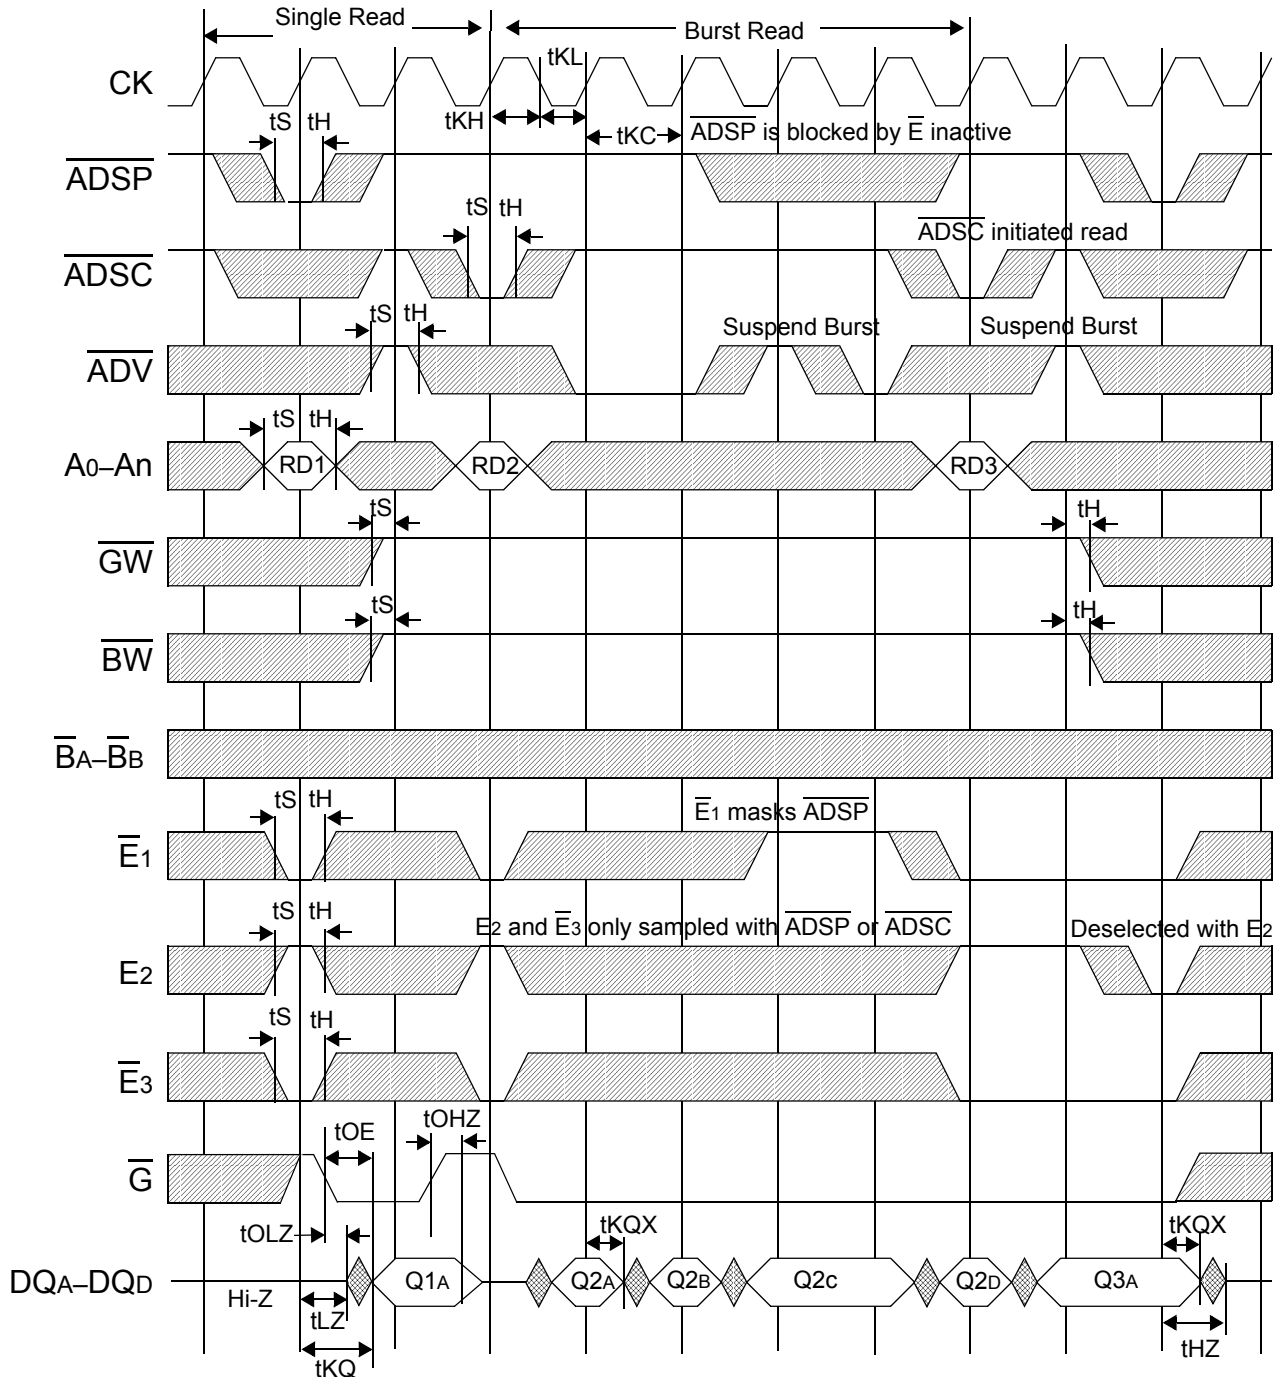 Single Read
Burst Read
CK
tKL
tS tH
tKH
tKC
ADSP is blocked by E inactive
ADSP
tS tH
ADSC initiated read
ADSC
tS tH
Suspend Burst
Suspend Burst
ADV
tS tH
A0–An
RD1
RD2
RD3
tS
tH
GW
tS
tH
BW
BA–BB
tS tH
E1 masks ADSP
E1
tS tH
E2 and E3 only sampled with ADSP or ADSC
Deselected with E2
E2
tS tH
E3
tOE
tOHZ
G
tOLZ
tKQX
tKQX
DQA–DQD
Q1A
Q2A
Q2B
Q2c
Q2D
Q3A
Hi-Z
tLZ
tHZ
tKQ